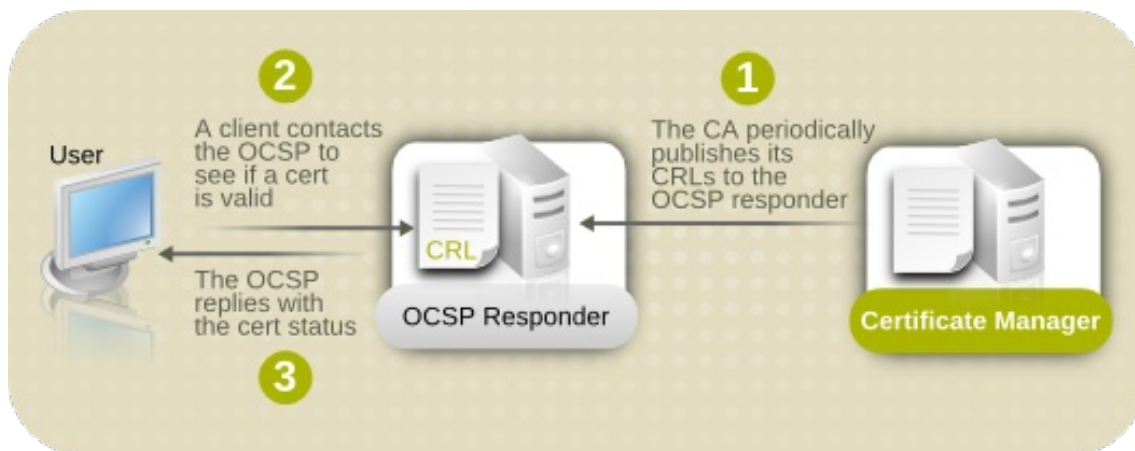 2
A client contacts
the OCSP to
see if a cert
is valid
1
The CA periodically
publishes its
CRLs to the
OCSP responder
User
CRL
OCSP Responder
Certificate Manager
The OCSP
replies with
the cert status
3